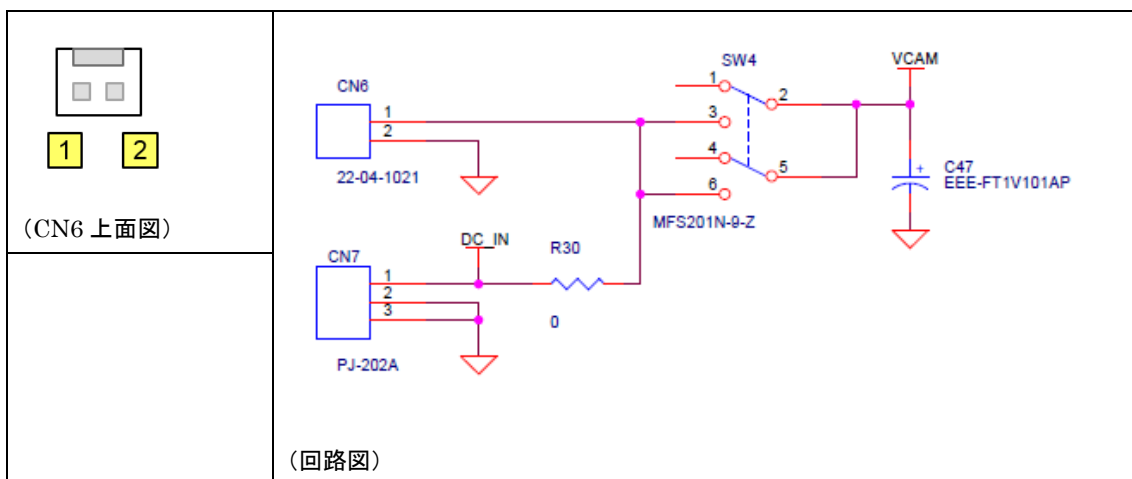 1 2
(CN6 上面図)
CN6
1
2
22-04-1021
SW4
1
2
3
4
5
6
MFS201N-9-Z
VCAM
+
C47
EEE-FT1V101AP
DC_IN
R30
0
CN7
1
2
3
PJ-202A
(回路図)